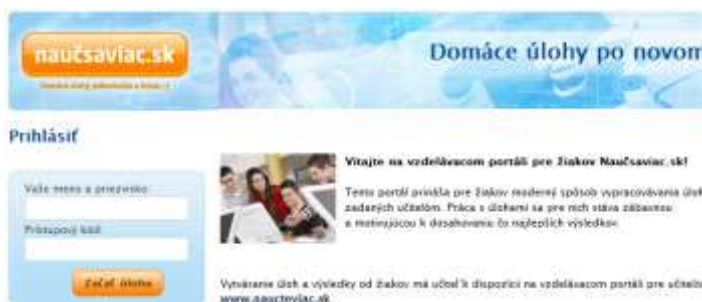 naučsaviac.sk
Domáce úlohy po novom
Prihlásiť
Vaše meno a priezvisko
Prístupový kód
Začať úlohu
Vitajte na vzdelávacom portáli pre žiakov Naučsaviac.sk!
Tento portál prináša pre žiakov moderný spôsob vypracovávania úloh
zadaných učiteľom. Práca s úlohami sa pre nich stáva zábavnou
a motivujúcou k dosahovaniu čo najlepších výsledkov.
Vytváranie úloh a výsledky od žiakov má učiteľ k dispozícii na vzdelávacom portáli pre
www.naucteviac.sk